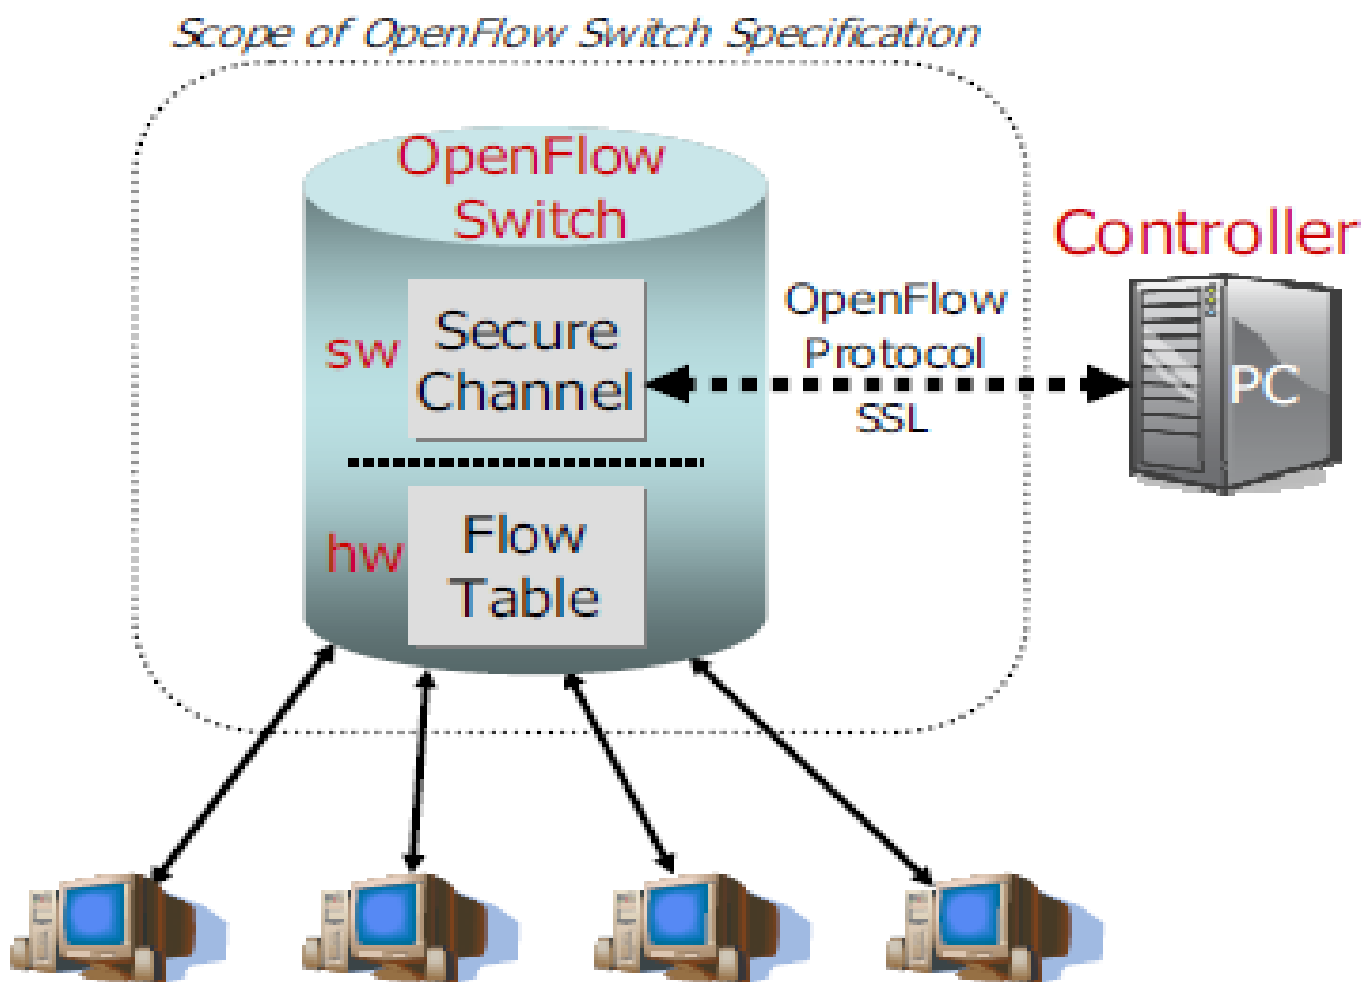 Scope of OpenFlow Switch Specification
OpenFlow
Switch
Controller
sw
Secure
Channel
OpenFlow
Protocol
SSL
PC
hw
Flow
Table